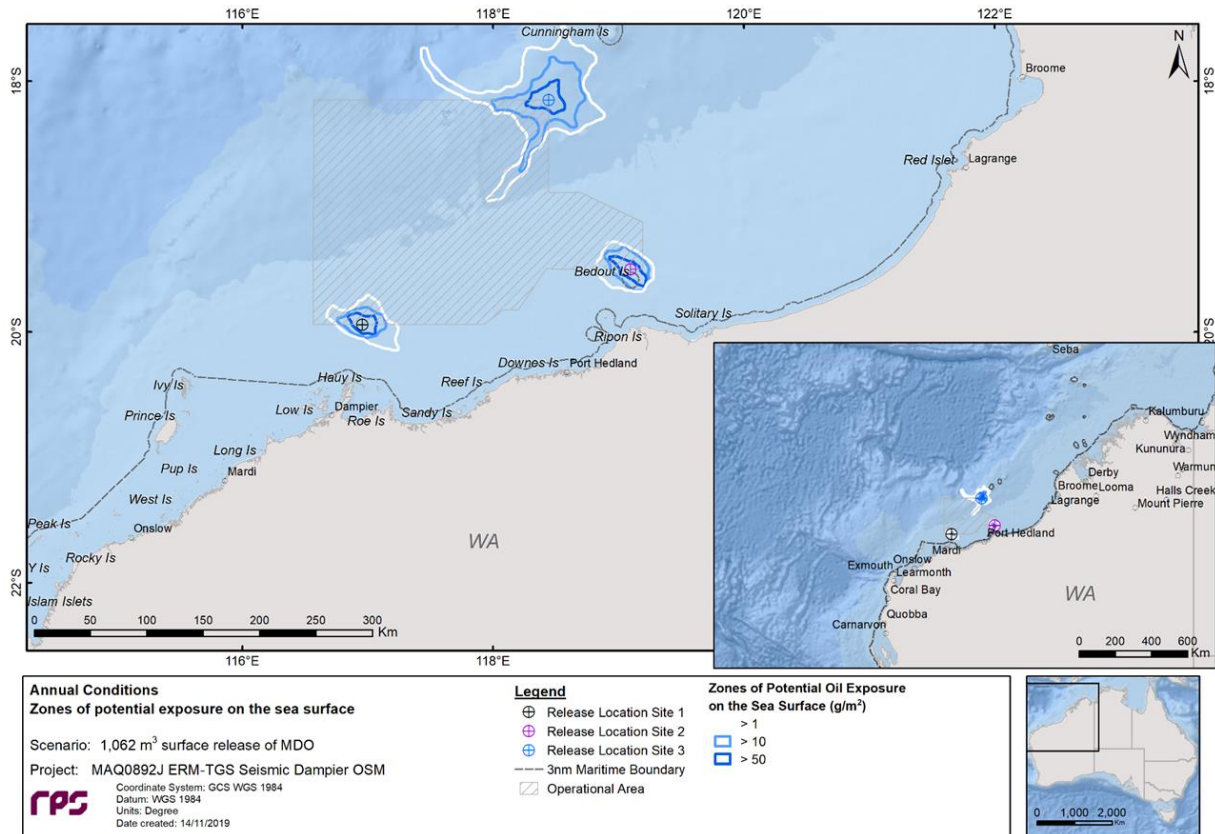 116°E 118°E 120°E 122°E
Cunningham Is
N
18°S
18°S
Broome
Red Islet
Lagrange
Bedout Is
20°S
20°S
Solitary Is
Ripon Is
Downes Is
Port Hedland
Hauy Is
Reef Is
Ivy Is
Low Is
Dampier
Sandy Is
Prince Is
Roe Is
Long Is
Pup Is
Mardi
West Is
Peak Is
Onslow
WA
Rocky Is
22°S
Y Is
Islam Islets
0 50 100 150 200 250 300
Km
116°E 118°E
Seba
Kalumburu
Wyndham
Kununura
Warmun
Derby
Broome Looma
Halls Creek
Lagrange
Mount Pierre
Port Hedland
Mardi
Onslow
Exmouth
Learmonth
Coral Bay
Quobba
Carnarvon
WA
0 200 400 600
Km
Annual Conditions
Zones of potential exposure on the sea surface
Scenario: 1,062 m³ surface release of MDO
Project: MAQ0892J ERM-TGS Seismic Dampier OSM
rps
Coordinate System: GCS WGS 1984
Datum: WGS 1984
Units: Degree
Date created: 14/11/2019
Legend
Release Location Site 1
Release Location Site 2
Release Location Site 3
3nm Maritime Boundary
Operational Area
Zones of Potential Oil Exposure
on the Sea Surface (g/m²)
> 1
> 10
> 50
0 1,000 2,000
Km